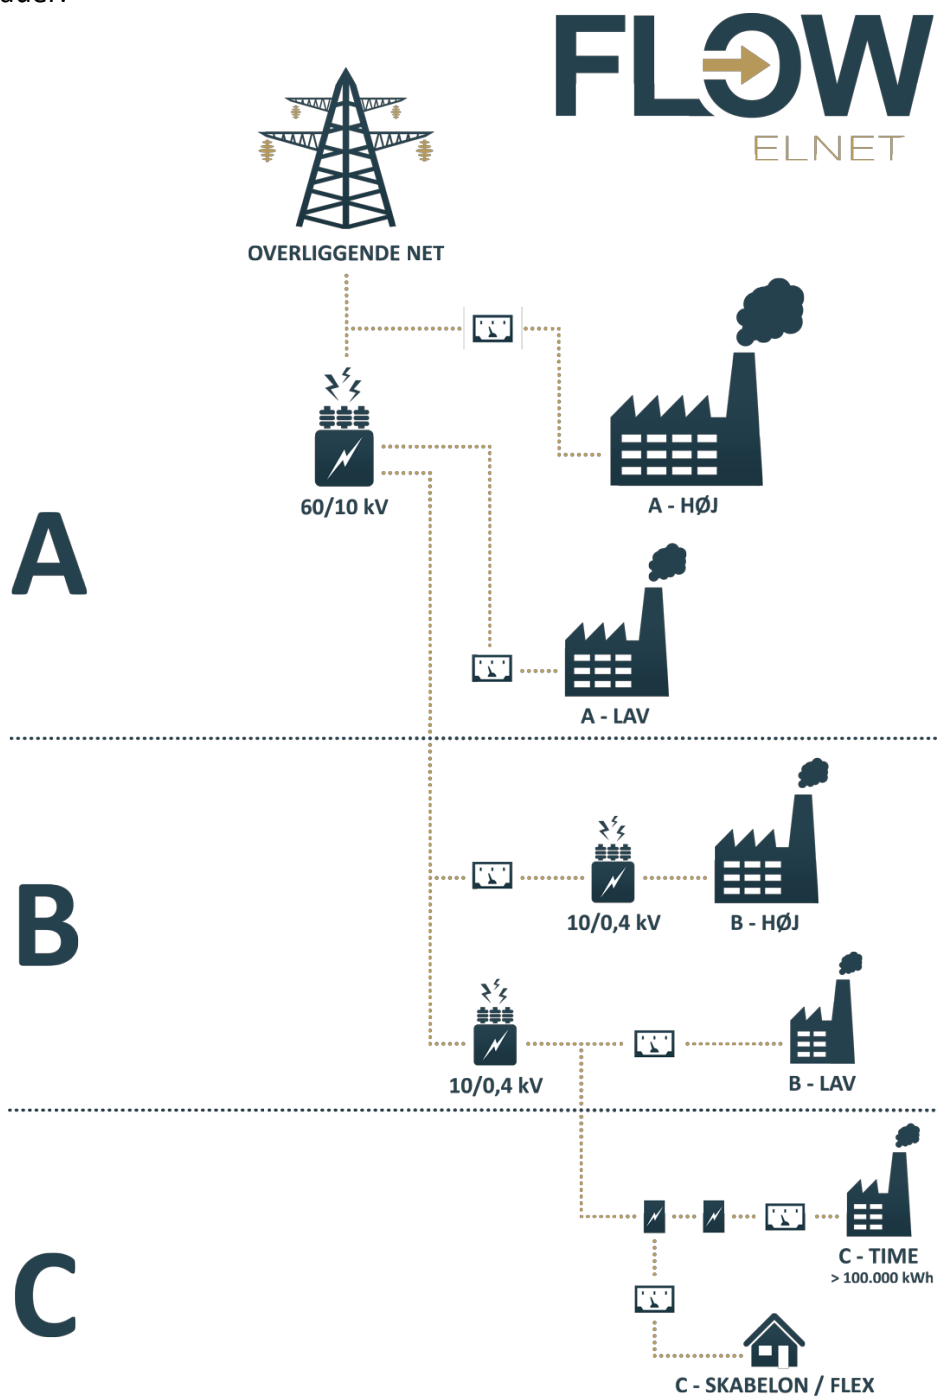 FLOW
ELNET
OVERLIGGENDE NET
60/10 kV
A - HØJ
A
A - LAV
B
10/0,4 kV
B - HØJ
10/0,4 kV
B - LAV
C
C - TIME
> 100.000 kWh
C - SKABELON / FLEX